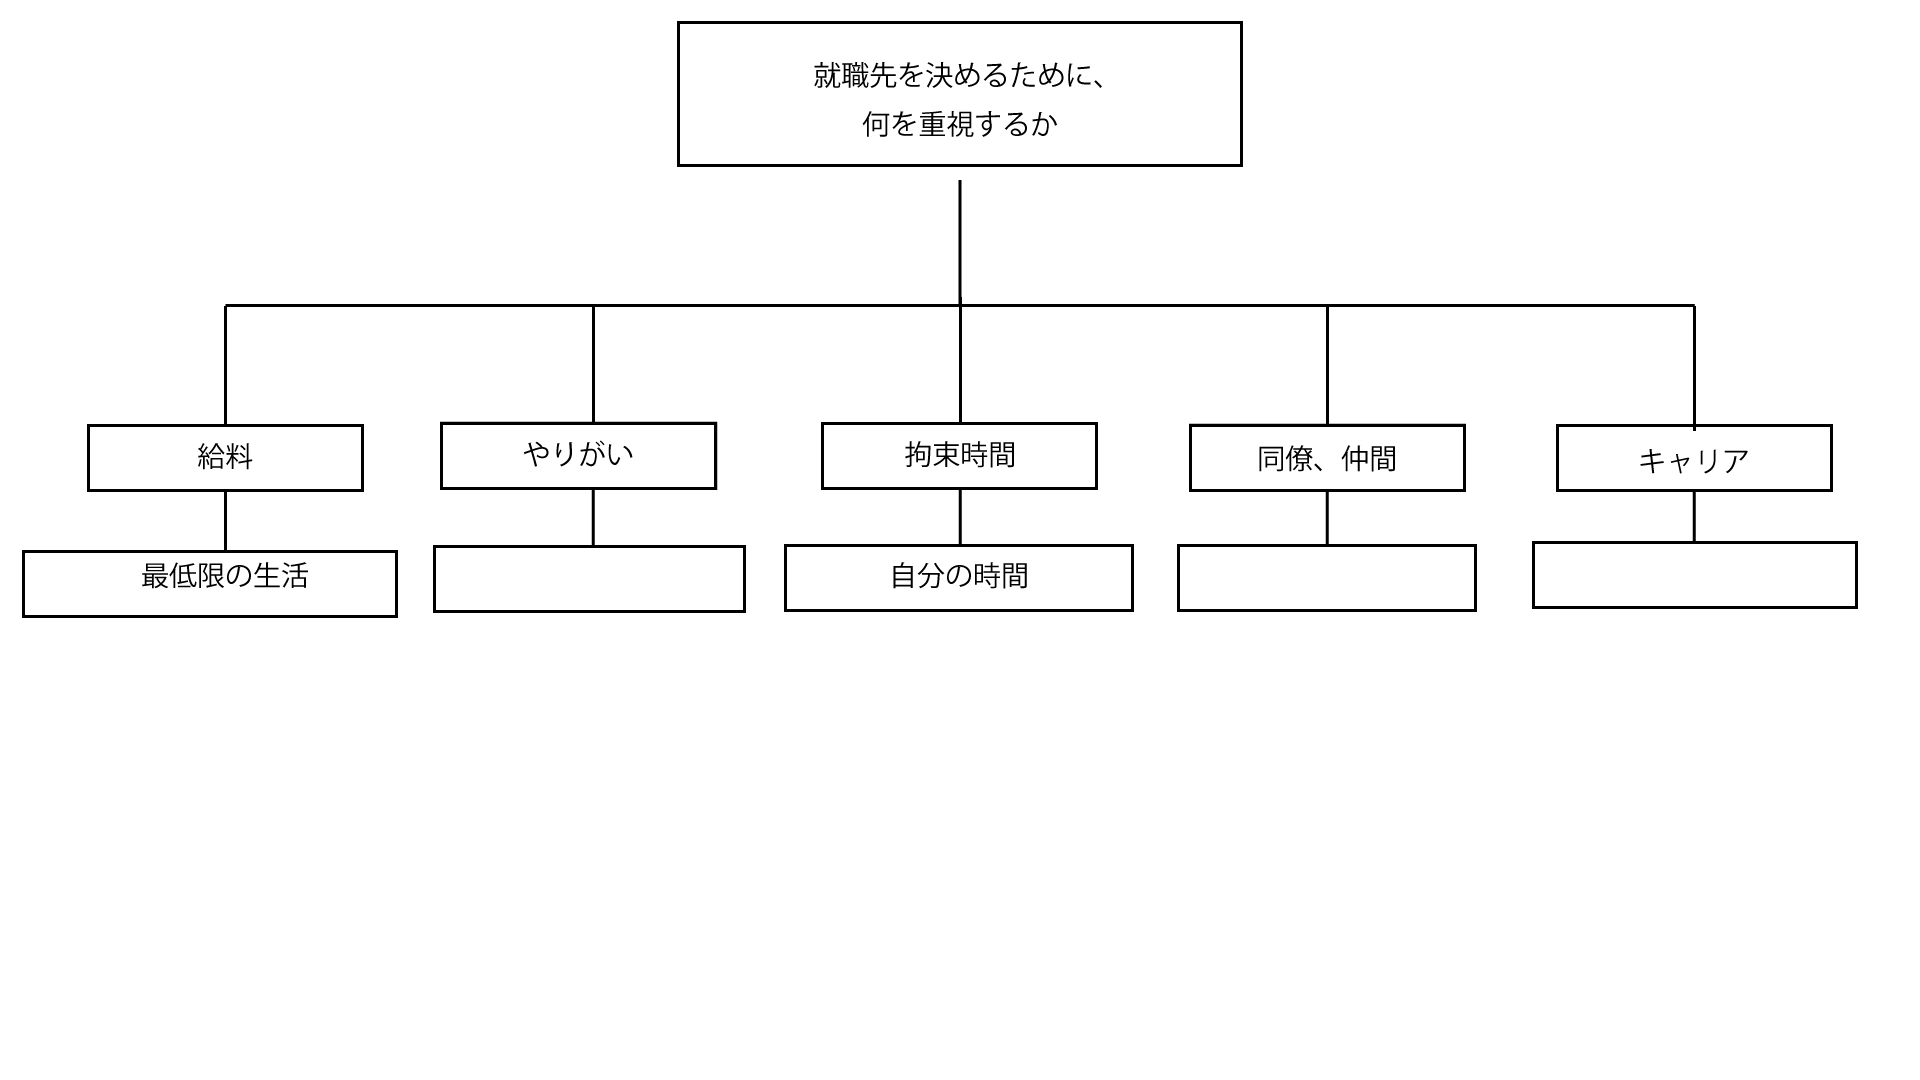 就職先を決めるために、
何を重視するか
給料
やりがい
拘束時間
同僚、仲間
キャリア
最低限の生活
自分の時間